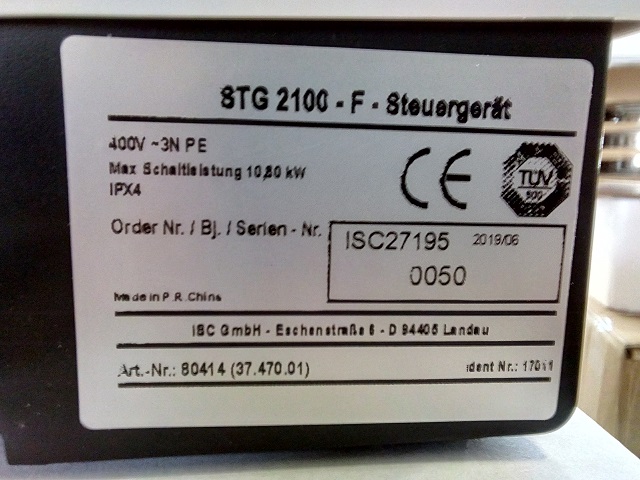 STG 2100 - F - Steuergerät
400V ~3N PE
Max Schaltleistung 10,80 kW
IPX4
CE
TÜV
Order Nr. / Bj. / Serien - Nr.
ISC27195 2019/06
0050
Made in P.R. China
ISC GmbH - Eschenstraße 6 - D 94405 Landau
Art.-Nr.: 80414 (37.470.01) Ident Nr.: